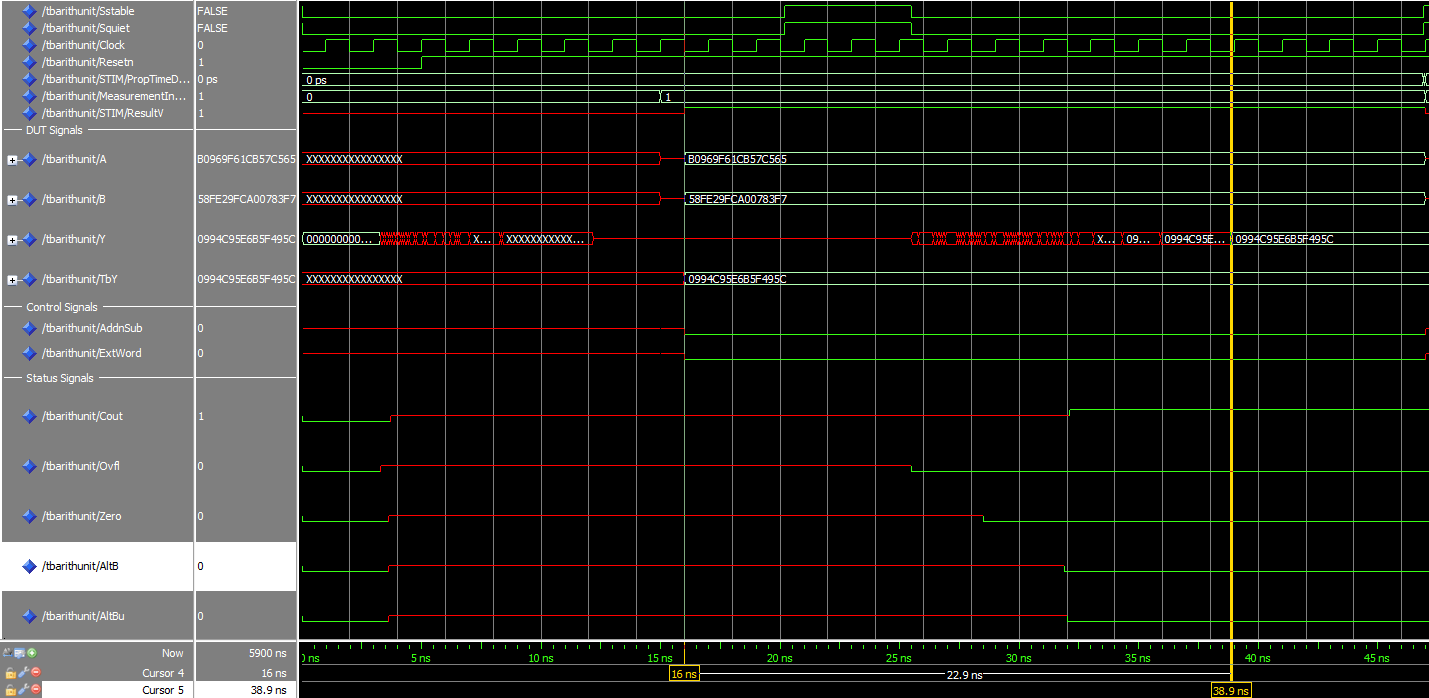 /tbarithunit/Sstable FALSE
/tbarithunit/Squiet FALSE
/tbarithunit/Clock 0
/tbarithunit/Resetn 1
/tbarithunit/STIM/PropTimeD... 0 ps 0 ps
/tbarithunit/MeasurementIn... 1 0 1
/tbarithunit/STIM/ResultV 1
DUT Signals
/tbarithunit/A B0969F61CB57C565 XXXXXXXXXXXXXXXX B0969F61CB57C565
/tbarithunit/B 58FE29FCA00783F7 XXXXXXXXXXXXXXXX 58FE29FCA00783F7
/tbarithunit/Y 0994C95E6B5F495C 000000000... X... XXXXXXXXXXX... X... 09... 0994C95E... 0994C95E6B5F495C
/tbarithunit/TbY 0994C95E6B5F495C XXXXXXXXXXXXXXXX 0994C95E6B5F495C
Control Signals
/tbarithunit/AddnSub 0
/tbarithunit/ExtWord 0
Status Signals
/tbarithunit/Cout 1
/tbarithunit/Ovfl 0
/tbarithunit/Zero 0
/tbarithunit/AltB 0
/tbarithunit/AltBu 0
Now 5900 ns 0 ns 5 ns 10 ns 15 ns 20 ns 25 ns 30 ns 35 ns 40 ns 45 ns
Cursor 4 16 ns 16 ns 22.9 ns
Cursor 5 38.9 ns 38.9 ns